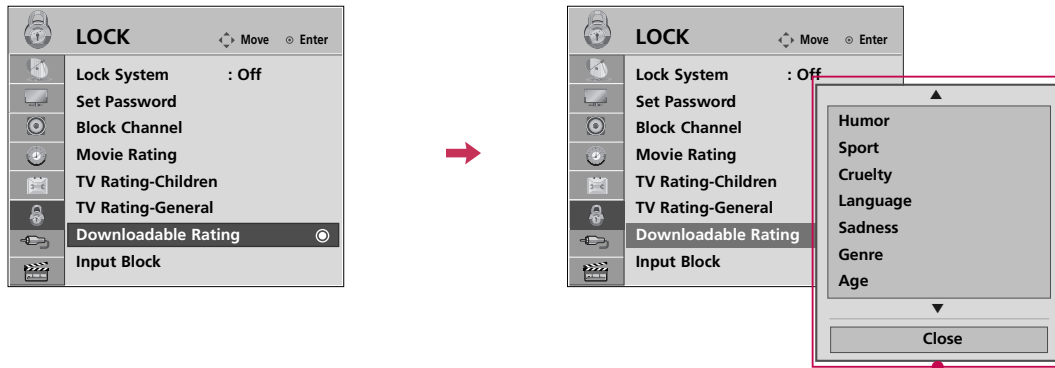 LOCK
Move
Enter
Lock System : Off
Set Password
Block Channel
Movie Rating
TV Rating-Children
TV Rating-General
Downloadable Rating
Input Block
LOCK
Move
Enter
Lock System : Off
Set Password
Block Channel
Movie Rating
TV Rating-Children
TV Rating-General
Downloadable Rating
Input Block
Humor
Sport
Cruelty
Language
Sadness
Genre
Age
Close